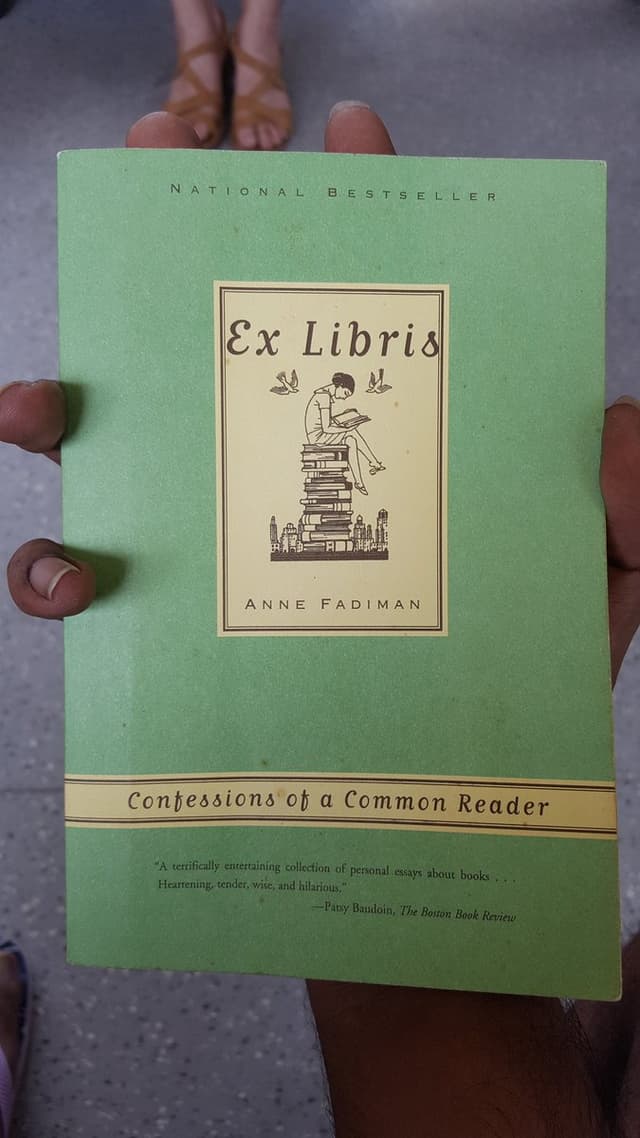 NATIONAL BESTSELLER
Ex Libris
ANNE FADIMAN
Confessions of a Common Reader
"A terrifically entertaining collection of personal essays about books . . .
Heartening, tender, wise, and hilarious."
—Patsy Baudoin, The Boston Book Review